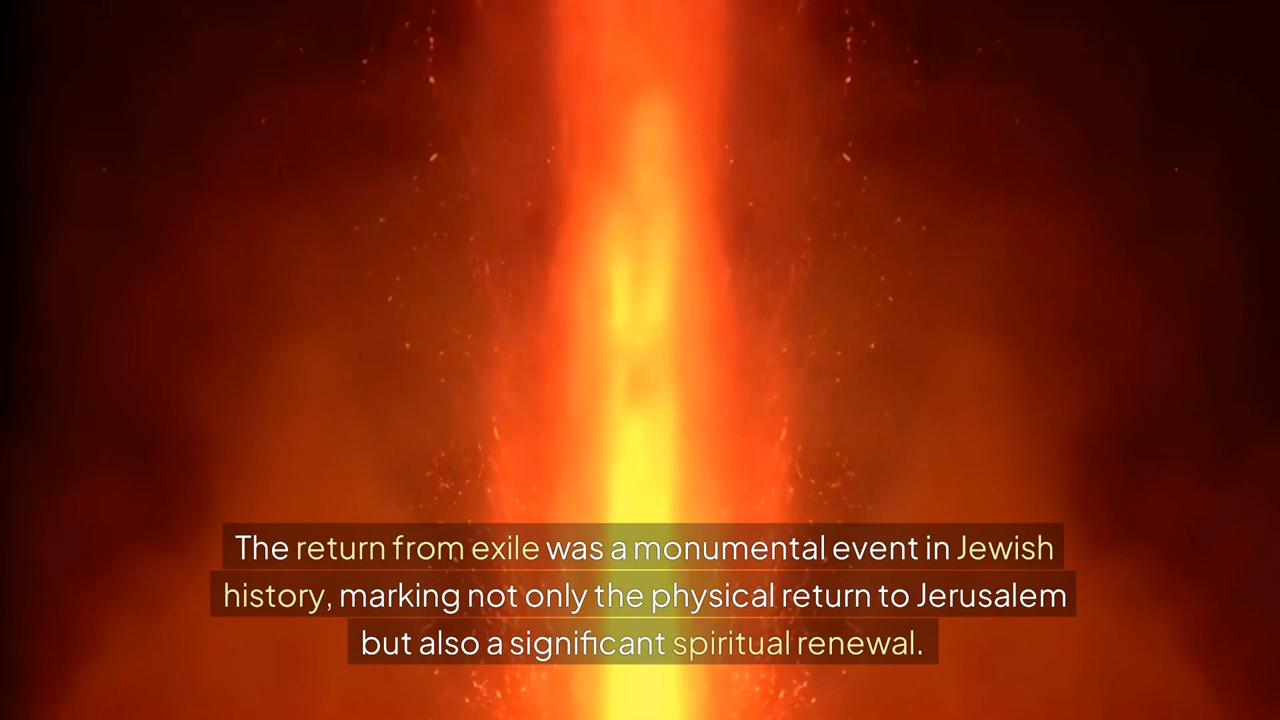 The return from exile was a monumental event in Jewish
history, marking not only the physical return to Jerusalem
but also a significant spiritual renewal.